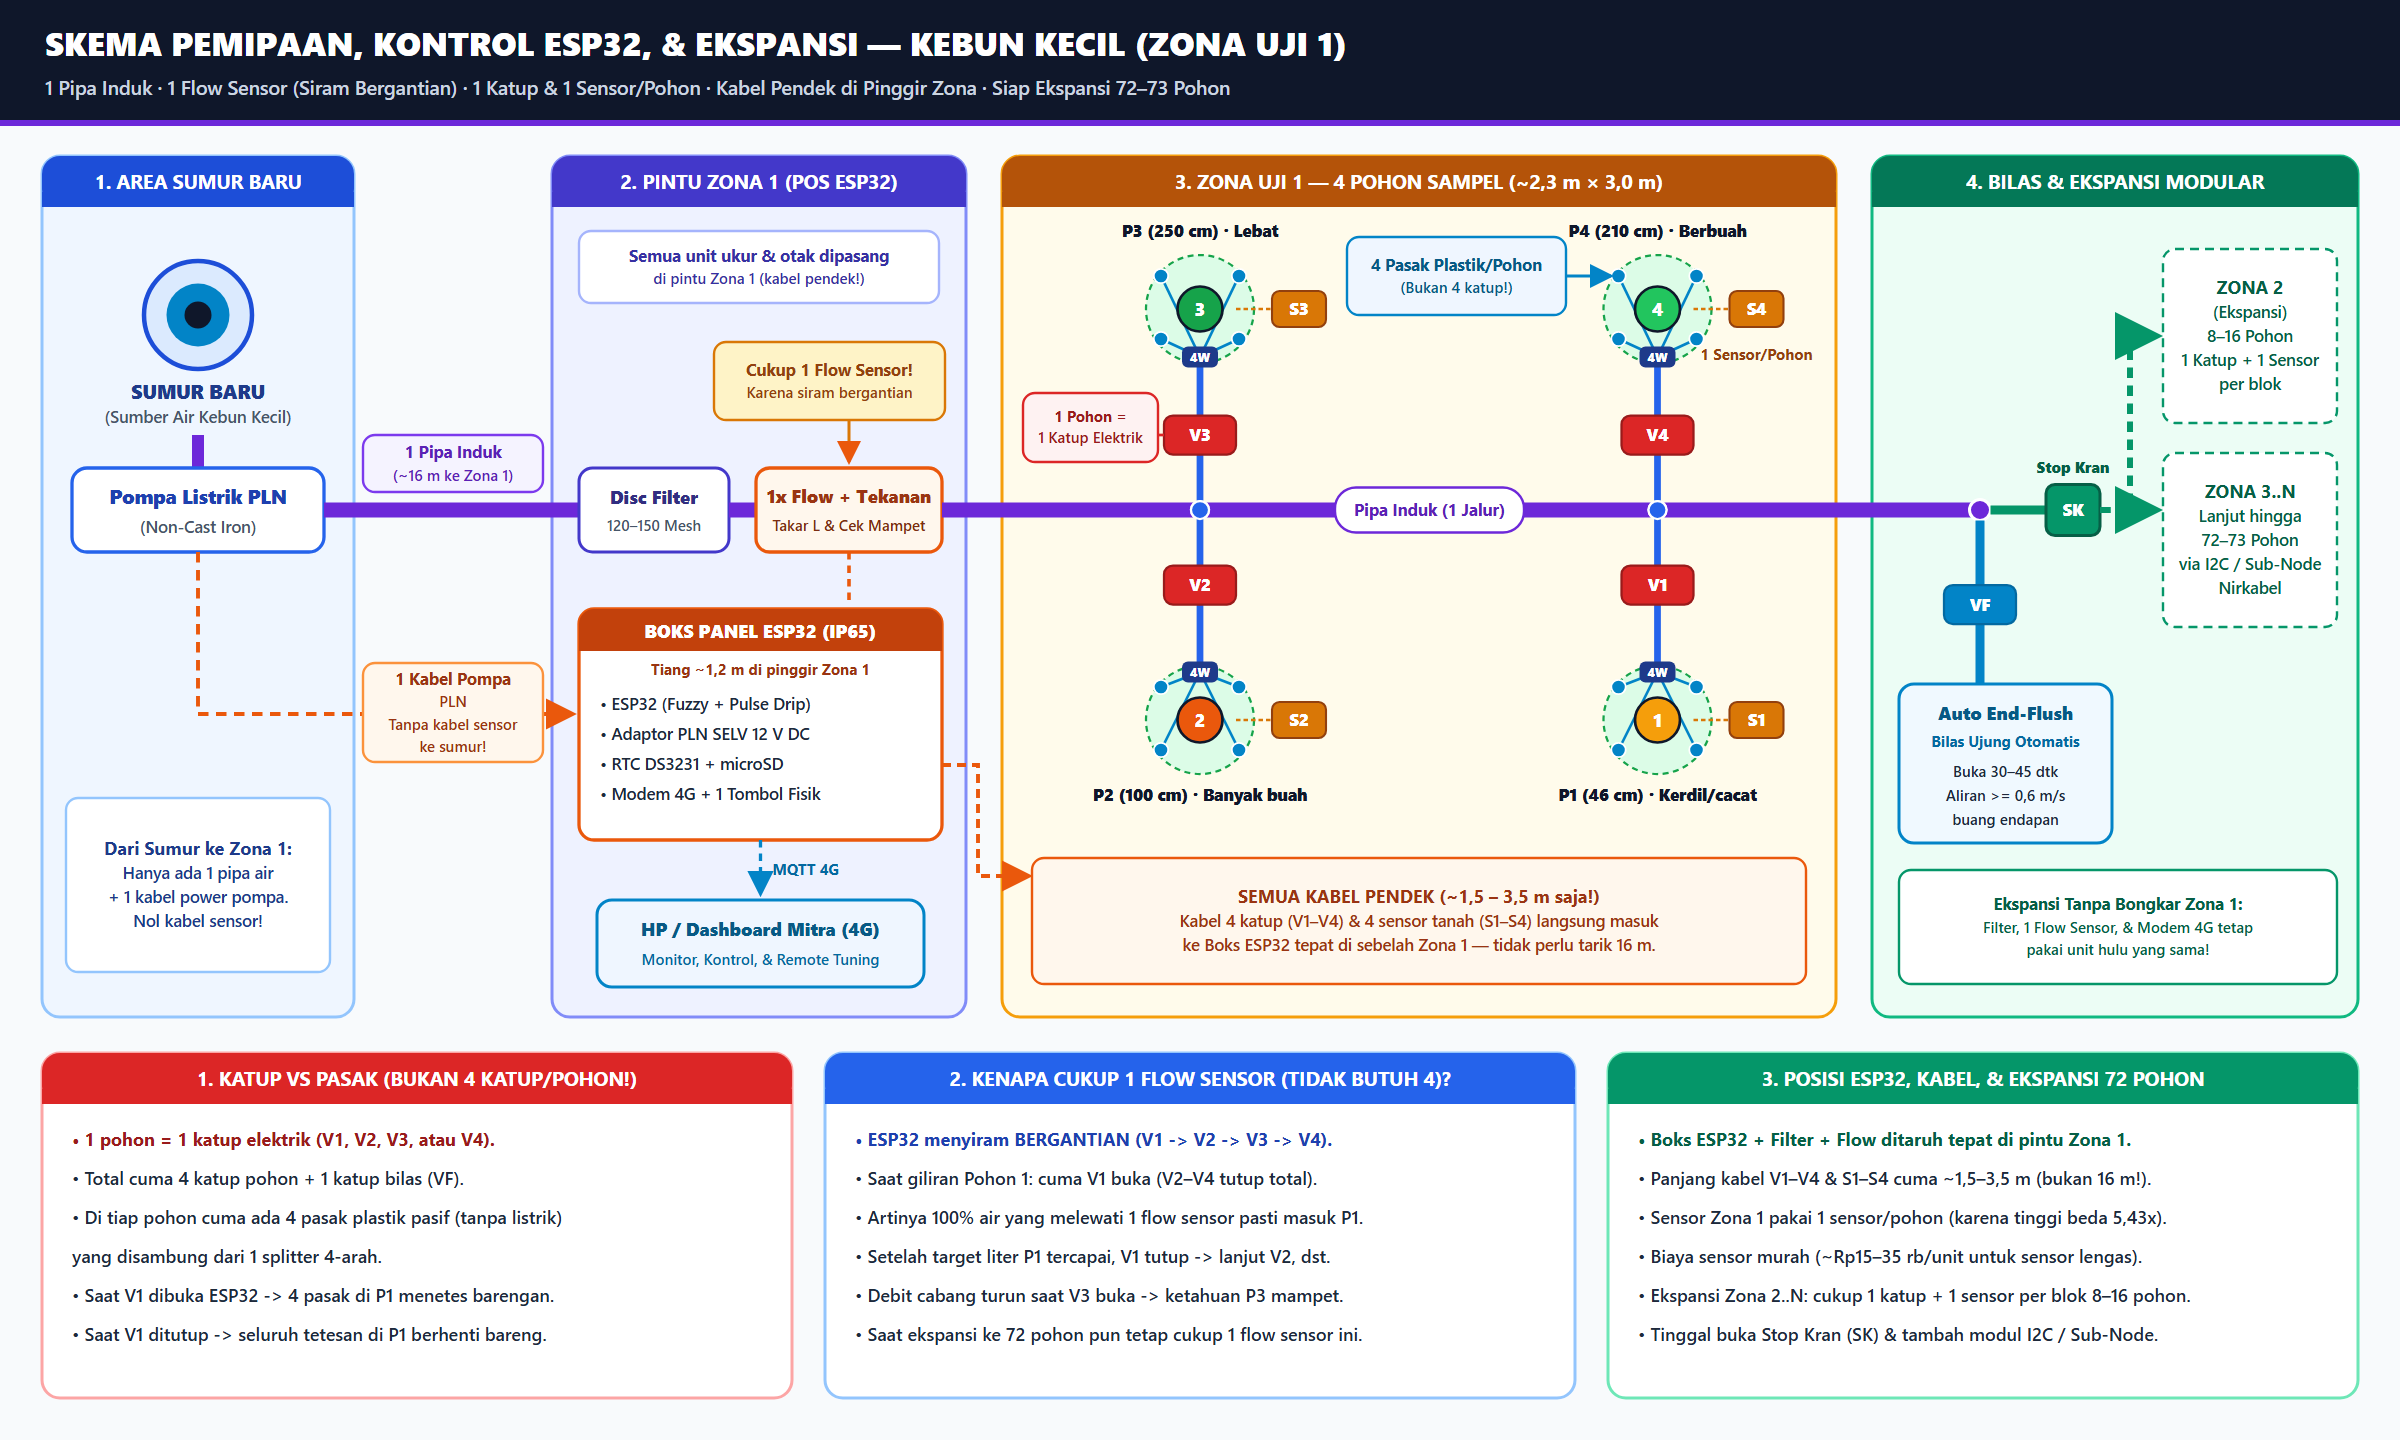 SKEMA PEMIPAAN, KONTROL ESP32, & EKSPANSI — KEBUN KECIL (ZONA UJI 1)
1 Pipa Induk · 1 Flow Sensor (Siram Bergantian) · 1 Katup & 1 Sensor/Pohon · Kabel Pendek di Pinggir Zona · Siap Ekspansi 72–73 Pohon
1. AREA SUMUR BARU
SUMUR BARU
(Sumber Air Kebun Kecil)
Pompa Listrik PLN
(Non-Cast Iron)
Dari Sumur ke Zona 1:
Hanya ada 1 pipa air
+ 1 kabel power pompa.
Nol kabel sensor!
1 Pipa Induk
(~16 m ke Zona 1)
1 Kabel Pompa
PLN
Tanpa kabel sensor
ke sumur!
2. PINTU ZONA 1 (POS ESP32)
Semua unit ukur & otak dipasang
di pintu Zona 1 (kabel pendek!)
Cukup 1 Flow Sensor!
Karena siram bergantian
Disc Filter
120–150 Mesh
1x Flow + Tekanan
Takar L & Cek Mampet
BOKS PANEL ESP32 (IP65)
Tiang ~1,2 m di pinggir Zona 1
• ESP32 (Fuzzy + Pulse Drip)
• Adaptor PLN SELV 12 V DC
• RTC DS3231 + microSD
• Modem 4G + 1 Tombol Fisik
MQTT 4G
HP / Dashboard Mitra (4G)
Monitor, Kontrol, & Remote Tuning
3. ZONA UJI 1 — 4 POHON SAMPEL (~2,3 m × 3,0 m)
P3 (250 cm) · Lebat
3
S3
4W
4 Pasak Plastik/Pohon
(Bukan 4 katup!)
P4 (210 cm) · Berbuah
4
S4
4W
1 Sensor/Pohon
1 Pohon =
1 Katup Elektrik
V3
V4
Pipa Induk (1 Jalur)
V2
V1
4W
2
S2
P2 (100 cm) · Banyak buah
4W
1
S1
P1 (46 cm) · Kerdil/cacat
SEMUA KABEL PENDEK (~1,5 – 3,5 m saja!)
Kabel 4 katup (V1–V4) & 4 sensor tanah (S1–S4) langsung masuk
ke Boks ESP32 tepat di sebelah Zona 1 — tidak perlu tarik 16 m.
4. BILAS & EKSPANSI MODULAR
ZONA 2
(Ekspansi)
8–16 Pohon
1 Katup + 1 Sensor
per blok
Stop Kran
SK
ZONA 3..N
Lanjut hingga
72–73 Pohon
via I2C / Sub-Node
Nirkabel
VF
Auto End-Flush
Bilas Ujung Otomatis
Buka 30–45 dtk
Aliran >= 0,6 m/s
buang endapan
Ekspansi Tanpa Bongkar Zona 1:
Filter, 1 Flow Sensor, & Modem 4G tetap
pakai unit hulu yang sama!
1. KATUP VS PASAK (BUKAN 4 KATUP/POHON!)
• 1 pohon = 1 katup elektrik (V1, V2, V3, atau V4).
• Total cuma 4 katup pohon + 1 katup bilas (VF).
• Di tiap pohon cuma ada 4 pasak plastik pasif (tanpa listrik)
yang disambung dari 1 splitter 4-arah.
• Saat V1 dibuka ESP32 -> 4 pasak di P1 menetes barengan.
• Saat V1 ditutup -> seluruh tetesan di P1 berhenti bareng.
2. KENAPA CUKUP 1 FLOW SENSOR (TIDAK BUTUH 4)?
• ESP32 menyiram BERGANTIAN (V1 -> V2 -> V3 -> V4).
• Saat giliran Pohon 1: cuma V1 buka (V2–V4 tutup total).
• Artinya 100% air yang melewati 1 flow sensor pasti masuk P1.
• Setelah target liter P1 tercapai, V1 tutup -> lanjut V2, dst.
• Debit cabang turun saat V3 buka -> ketahuan P3 mampet.
• Saat ekspansi ke 72 pohon pun tetap cukup 1 flow sensor ini.
3. POSISI ESP32, KABEL, & EKSPANSI 72 POHON
• Boks ESP32 + Filter + Flow ditaruh tepat di pintu Zona 1.
• Panjang kabel V1–V4 & S1–S4 cuma ~1,5–3,5 m (bukan 16 m!).
• Sensor Zona 1 pakai 1 sensor/pohon (karena tinggi beda 5,43x).
• Biaya sensor murah (~Rp15–35 rb/unit untuk sensor lengas).
• Ekspansi Zona 2..N: cukup 1 katup + 1 sensor per blok 8–16 pohon.
• Tinggal buka Stop Kran (SK) & tambah modul I2C / Sub-Node.